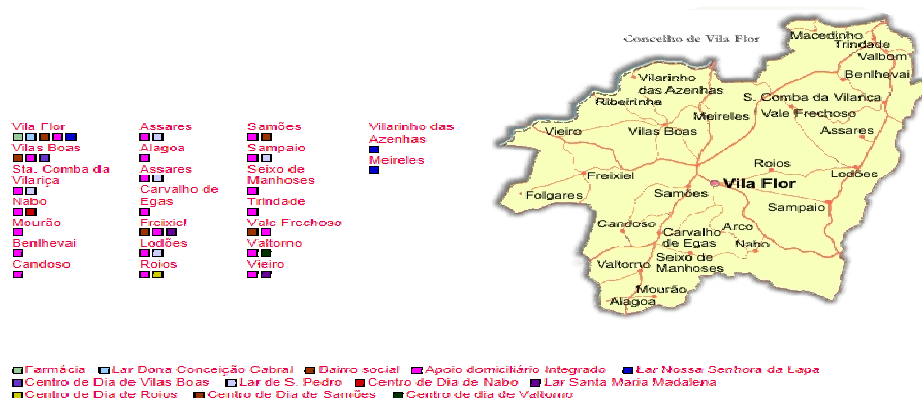 Concelho de Vila Flor
Macedinho
Trindade
Valbom
Benlhevai
Vilarinho
das Azenhas
Ribeirinha
S. Comba da Vilariça
Vale Frechoso
Meireles
Vieiro
Vilas Boas
Assares
Roios
Lodões
Freixiel
Vila Flor
Folgares
Samões
Sampaio
Candoso
Arco
Carvalho
de Egas
Nabo
Seixo de
Manhoses
Valtorno
Mourão
Alagoa
Vila Flor
Assares
Samões
Vilarinho das
Azenhas
Vilas Boas
Alagoa
Sampaio
Meireles
Sta. Comba da
Vilariça
Assares
Seixo de
Manhoses
Nabo
Carvalho de
Egas
Trindade
Mourão
Freixiel
Vale Frechoso
Benlhevai
Lodões
Valtorno
Candoso
Roios
Vieiro
Farmácia Lar Dona Conceição Cabral Bairro social Apoio domiciliário Integrado Lar Nossa Senhora da Lapa
Centro de Dia de Vilas Boas Lar de S. Pedro Centro de Dia de Nabo Lar Santa Maria Madalena
Centro de Dia de Roios Centro de Dia de Samões Centro de dia de Valtorno